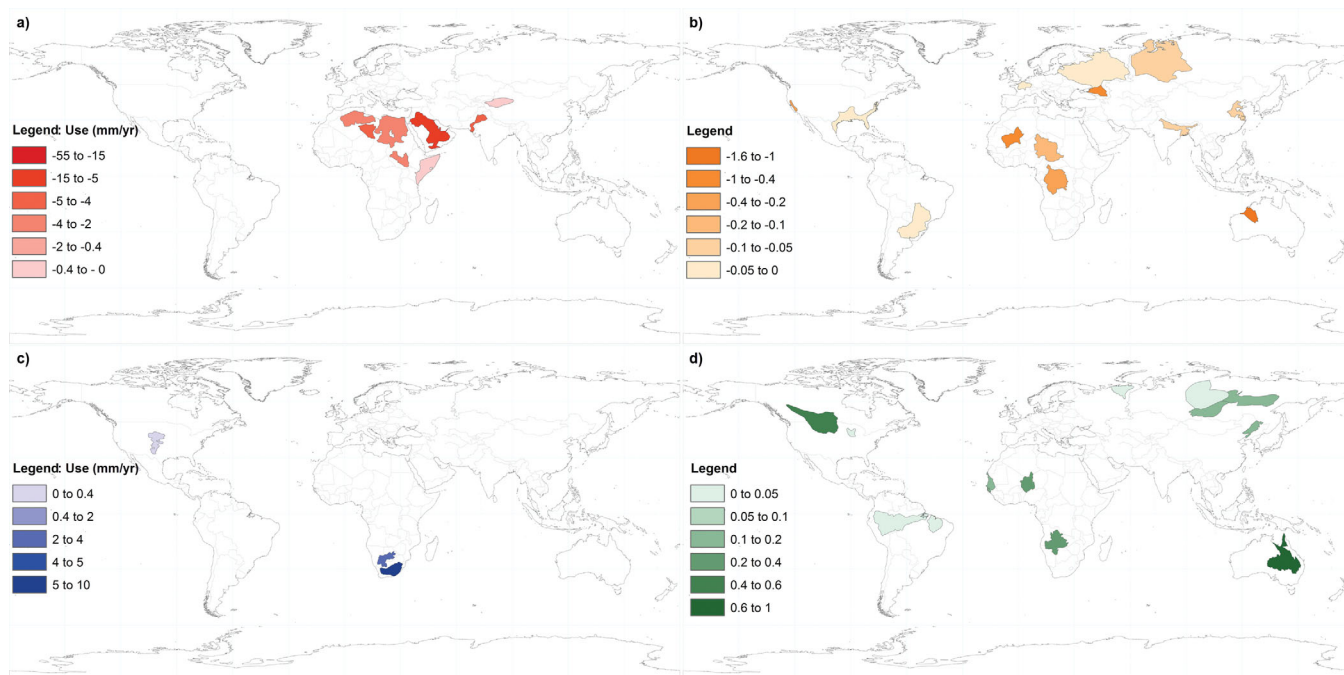 a)
Legend: Use (mm/yr)
-55 to -15
-15 to -5
-5 to -4
-4 to -2
-2 to -0.4
-0.4 to - 0
b)
Legend
-1.6 to -1
-1 to -0.4
-0.4 to -0.2
-0.2 to -0.1
-0.1 to -0.05
-0.05 to 0
c)
Legend: Use (mm/yr)
0 to 0.4
0.4 to 2
2 to 4
4 to 5
5 to 10
d)
Legend
0 to 0.05
0.05 to 0.1
0.1 to 0.2
0.2 to 0.4
0.4 to 0.6
0.6 to 1